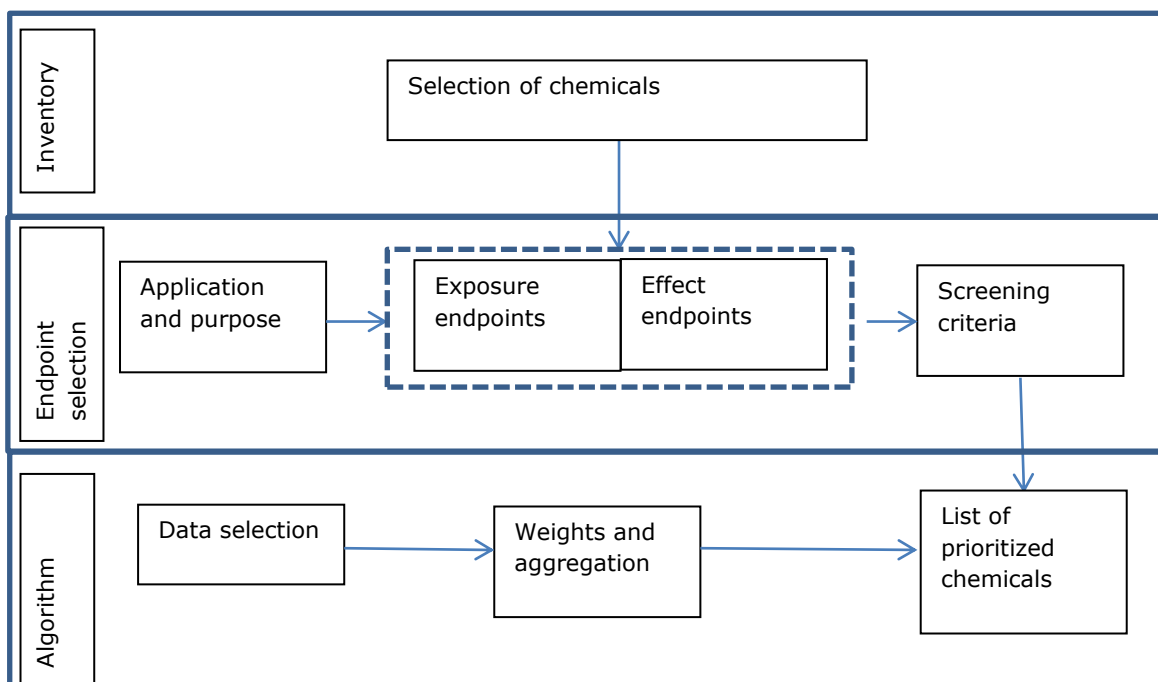 Inventory
Selection of chemicals
Endpoint
selection
Application
and purpose
Exposure
endpoints
Effect
endpoints
Screening
criteria
Algorithm
Data selection
Weights and
aggregation
List of
prioritized
chemicals